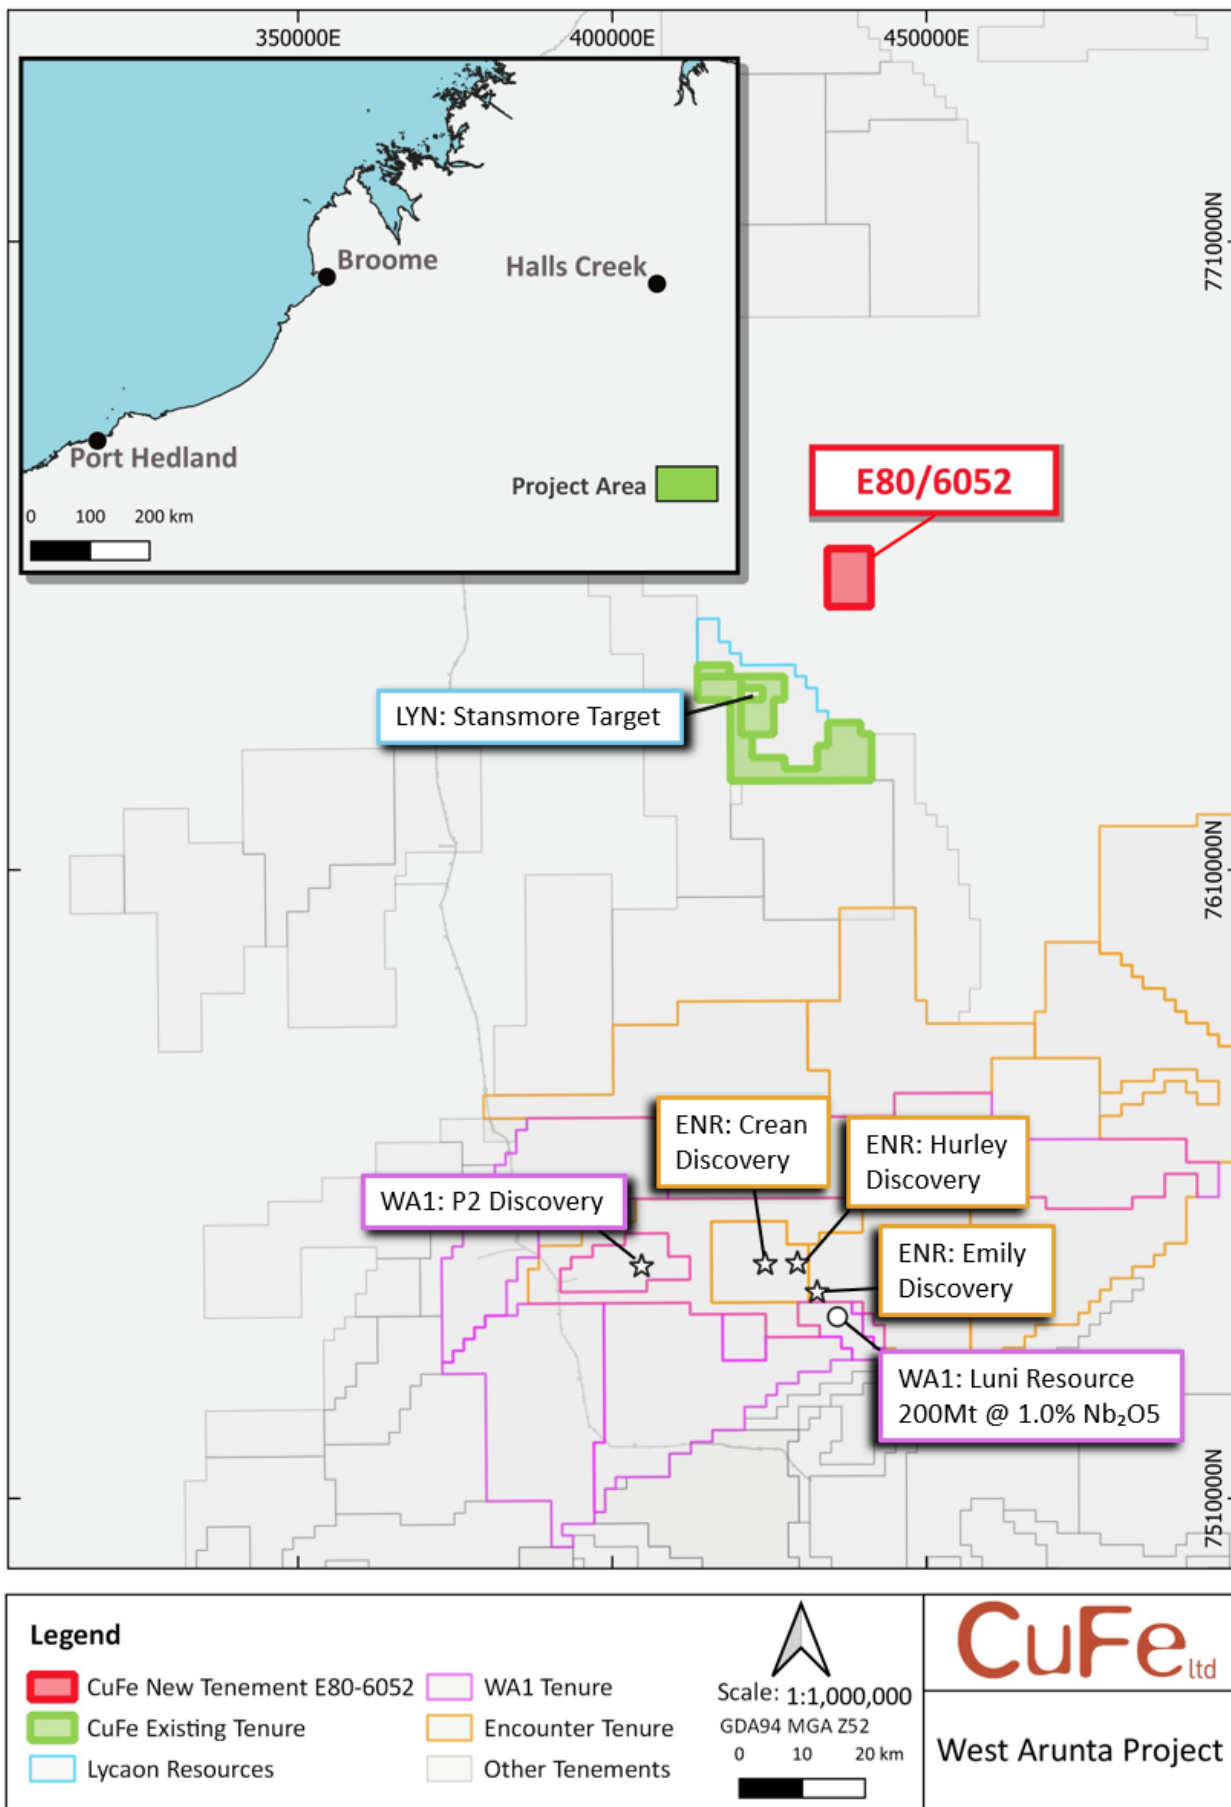 350000E
400000E
450000E
7710000N
Broome
Halls Creek
Port Hedland
Project Area
0 100 200 km
E80/6052
LYN: Stansmore Target
7610000N
ENR: Crean
Discovery
ENR: Hurley
Discovery
WA1: P2 Discovery
ENR: Emily
Discovery
WA1: Luni Resource
200Mt @ 1.0% Nb₂O5
7510000N
Legend
CuFe New Tenement E80-6052
CuFe Existing Tenure
Lycaon Resources
WA1 Tenure
Encounter Tenure
Other Tenements
Scale: 1:1,000,000
GDA94 MGA Z52
0 10 20 km
CuFe ltd
West Arunta Project